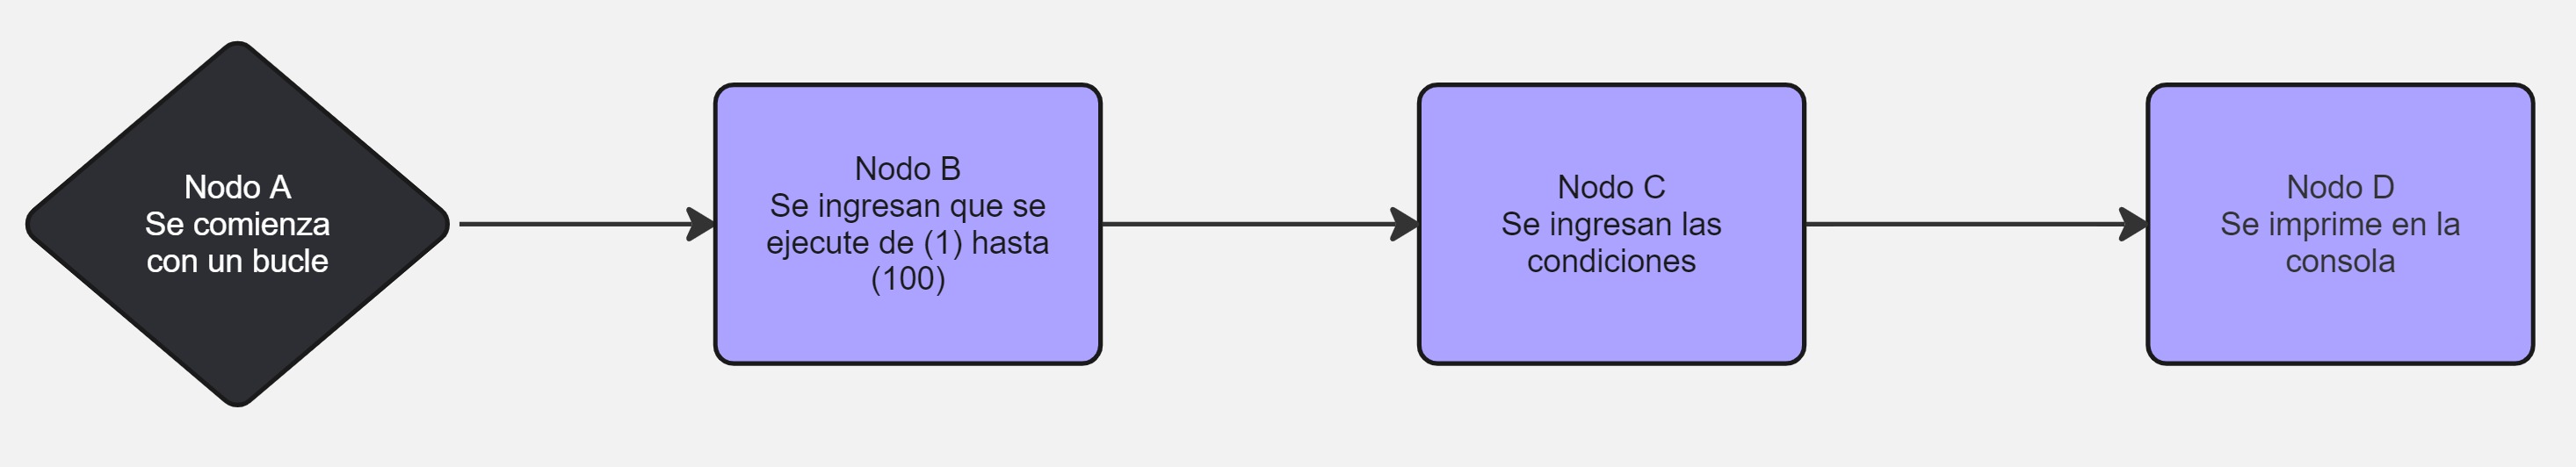 Nodo A
Se comienza
con un bucle
Nodo B
Se ingresan que se
ejecute de (1) hasta
(100)
Nodo C
Se ingresan las
condiciones
Nodo D
Se imprime en la
consola